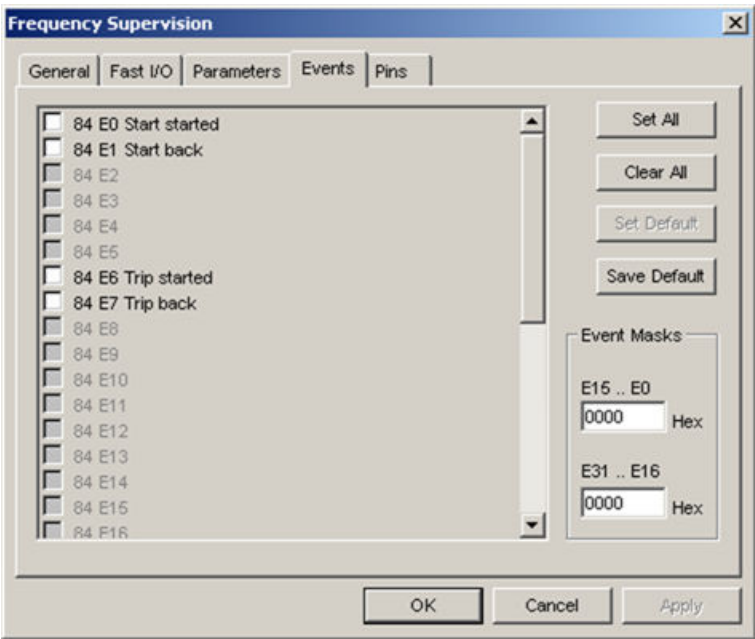 Frequency Supervision
General Fast I/O Parameters Events Pins
84 E0 Start started
84 E1 Start back
84 E2
84 E3
84 E4
84 E5
84 E6 Trip started
84 E7 Trip back
84 E8
84 E9
84 E10
84 E11
84 E12
84 E13
84 E14
84 E15
84 E16
Set All
Clear All
Set Default
Save Default
Event Masks
E15 .. E0
0000 Hex
E31 .. E16
0000 Hex
OK Cancel Apply